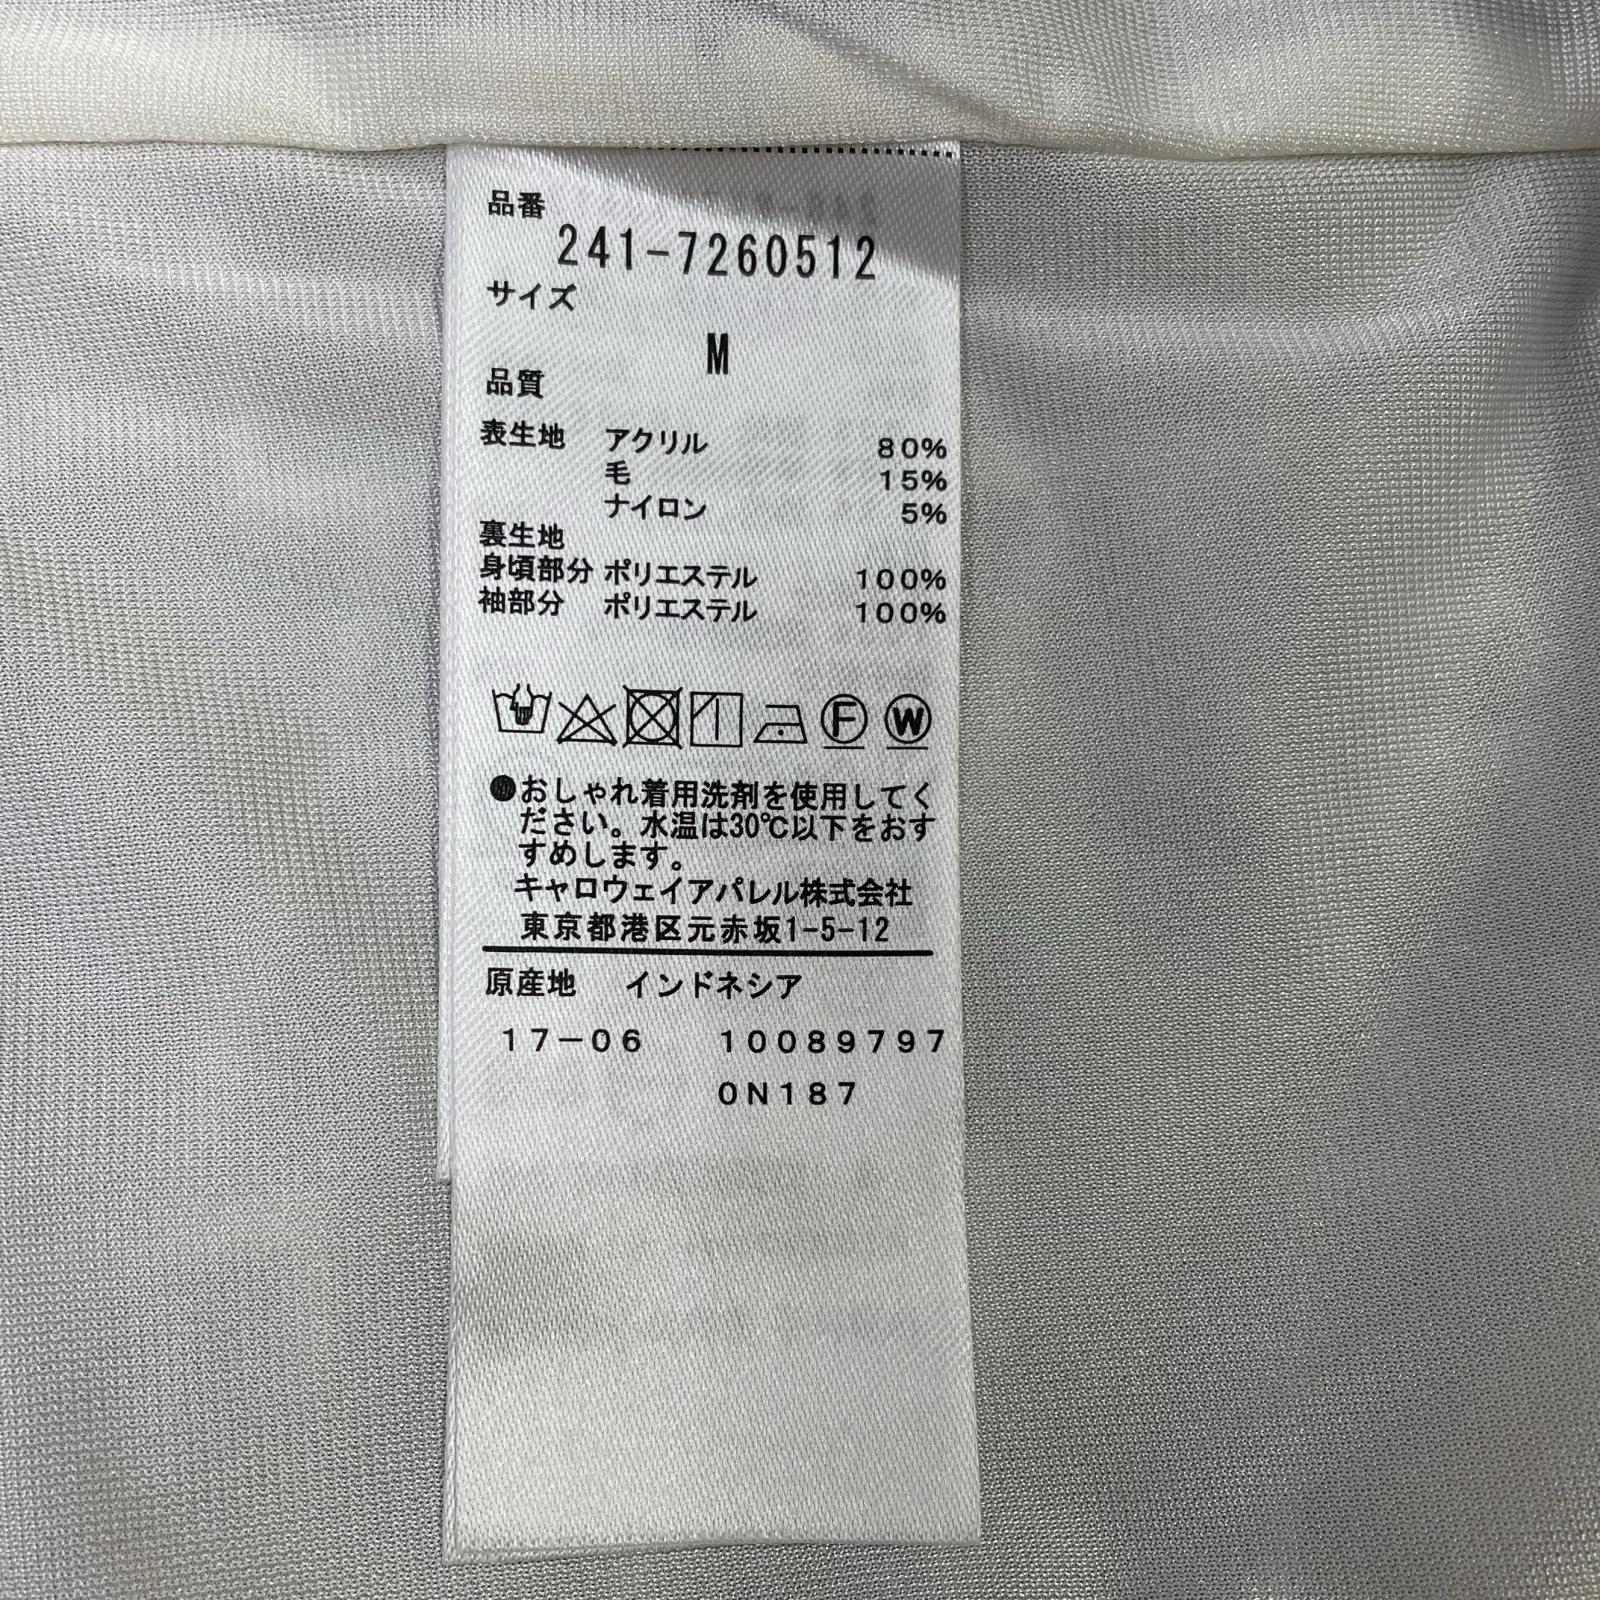 品番
241-7260512
サイズ
M
品質
表生地 アクリル 80%
毛 15%
ナイロン 5%
裏生地
身頃部分 ポリエステル 100%
袖部分 ポリエステル 100%
F W
●おしゃれ着用洗剤を使用してく
ださい。水温は30℃以下をおす
すめします。
キャロウェイアパレル株式会社
東京都港区元赤坂1-5-12
原産地 インドネシア
17-06 10089797
0N187